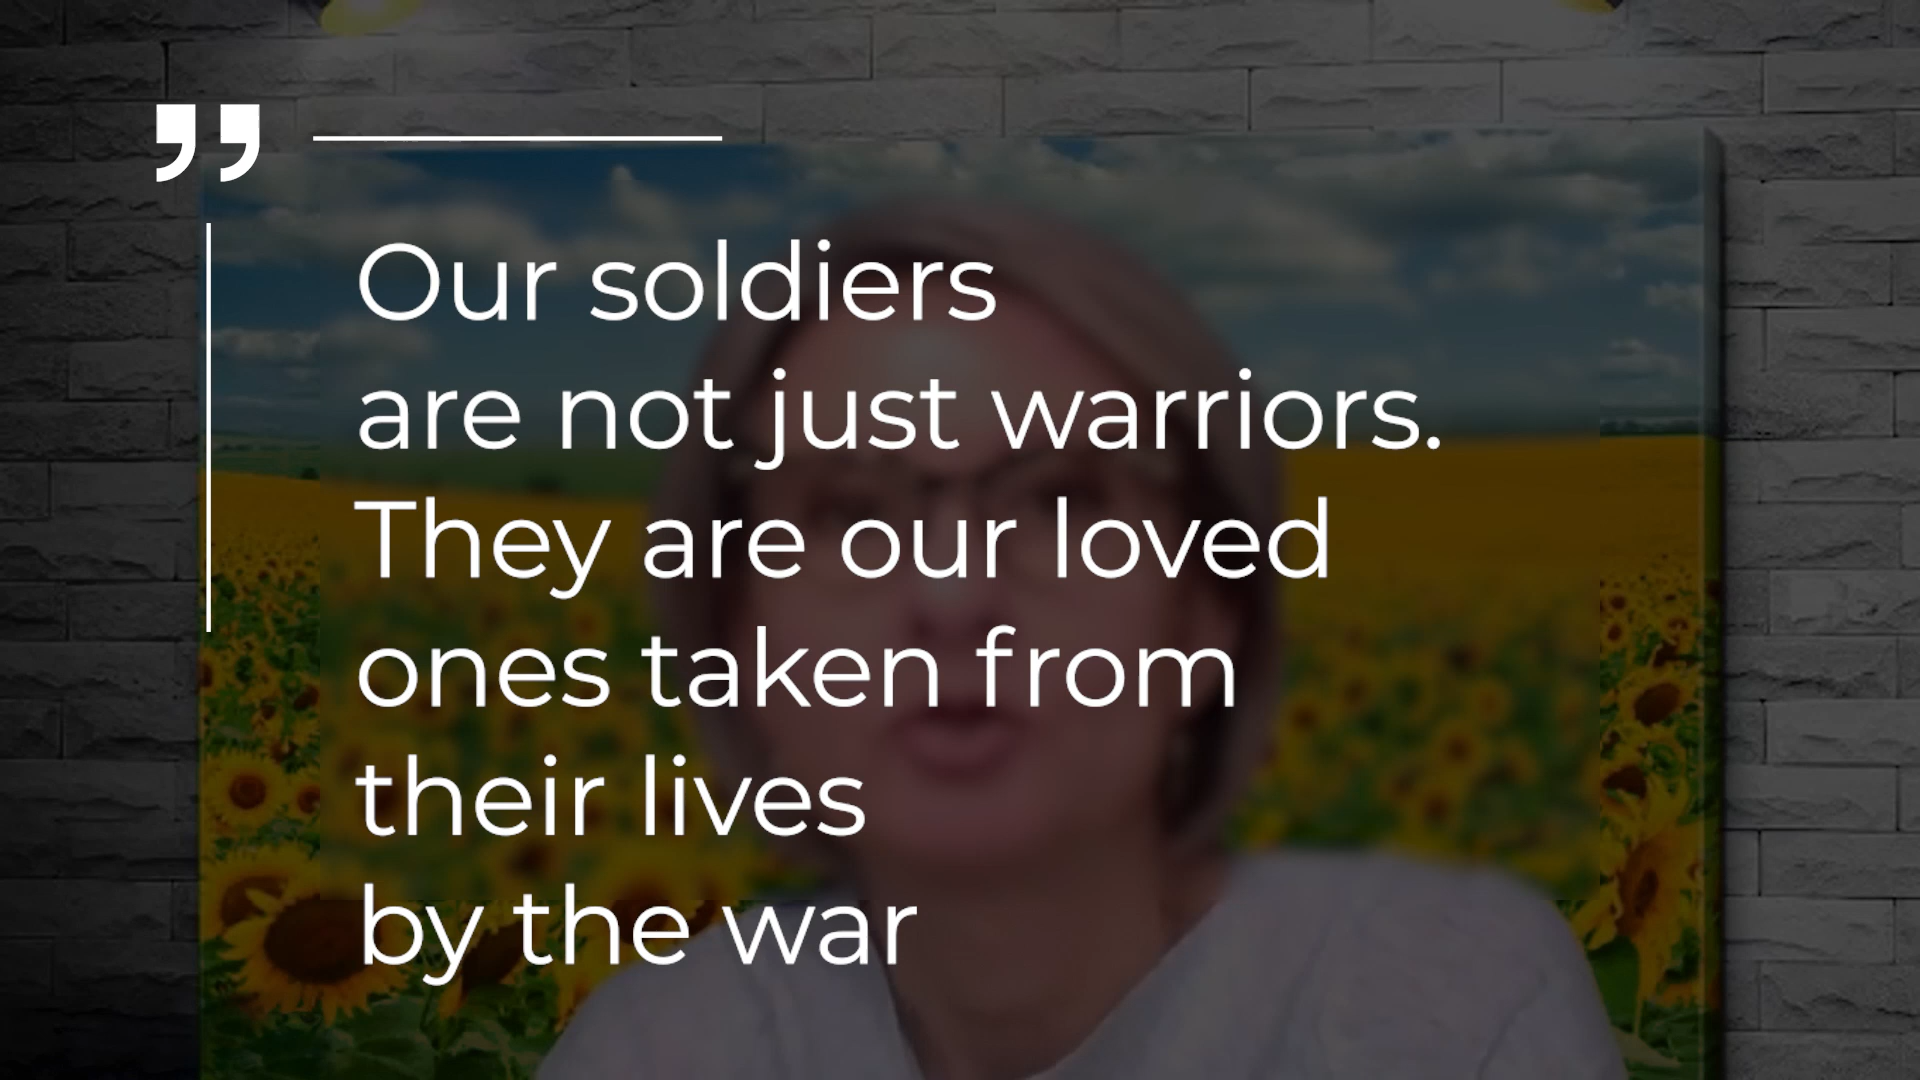 ”
Our soldiers
are not just warriors.
They are our loved
ones taken from
their lives
by the war